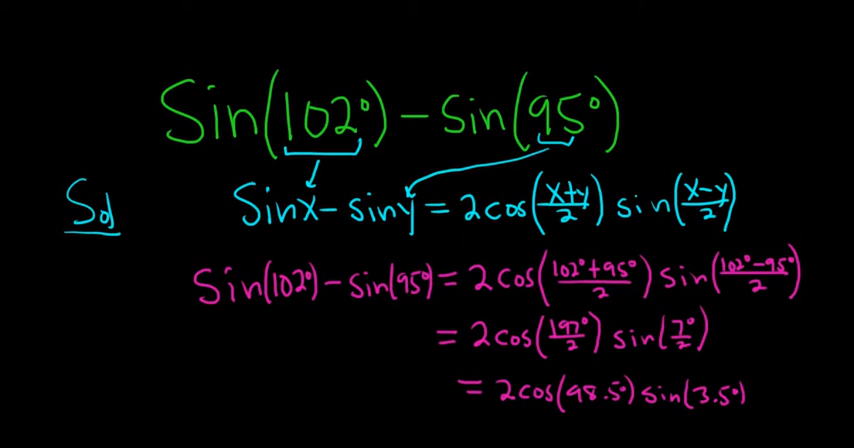 Sin(102°) - sin(95°)
Sol sinx - siny = 2cos(x+y/2) sin(x-y/2)
Sin(102°) - sin(95°) = 2cos(102°+95°/2) sin(102°-95°/2)
= 2cos(197°/2) sin(7°/2)
= 2cos(98.5°) sin(3.5°)